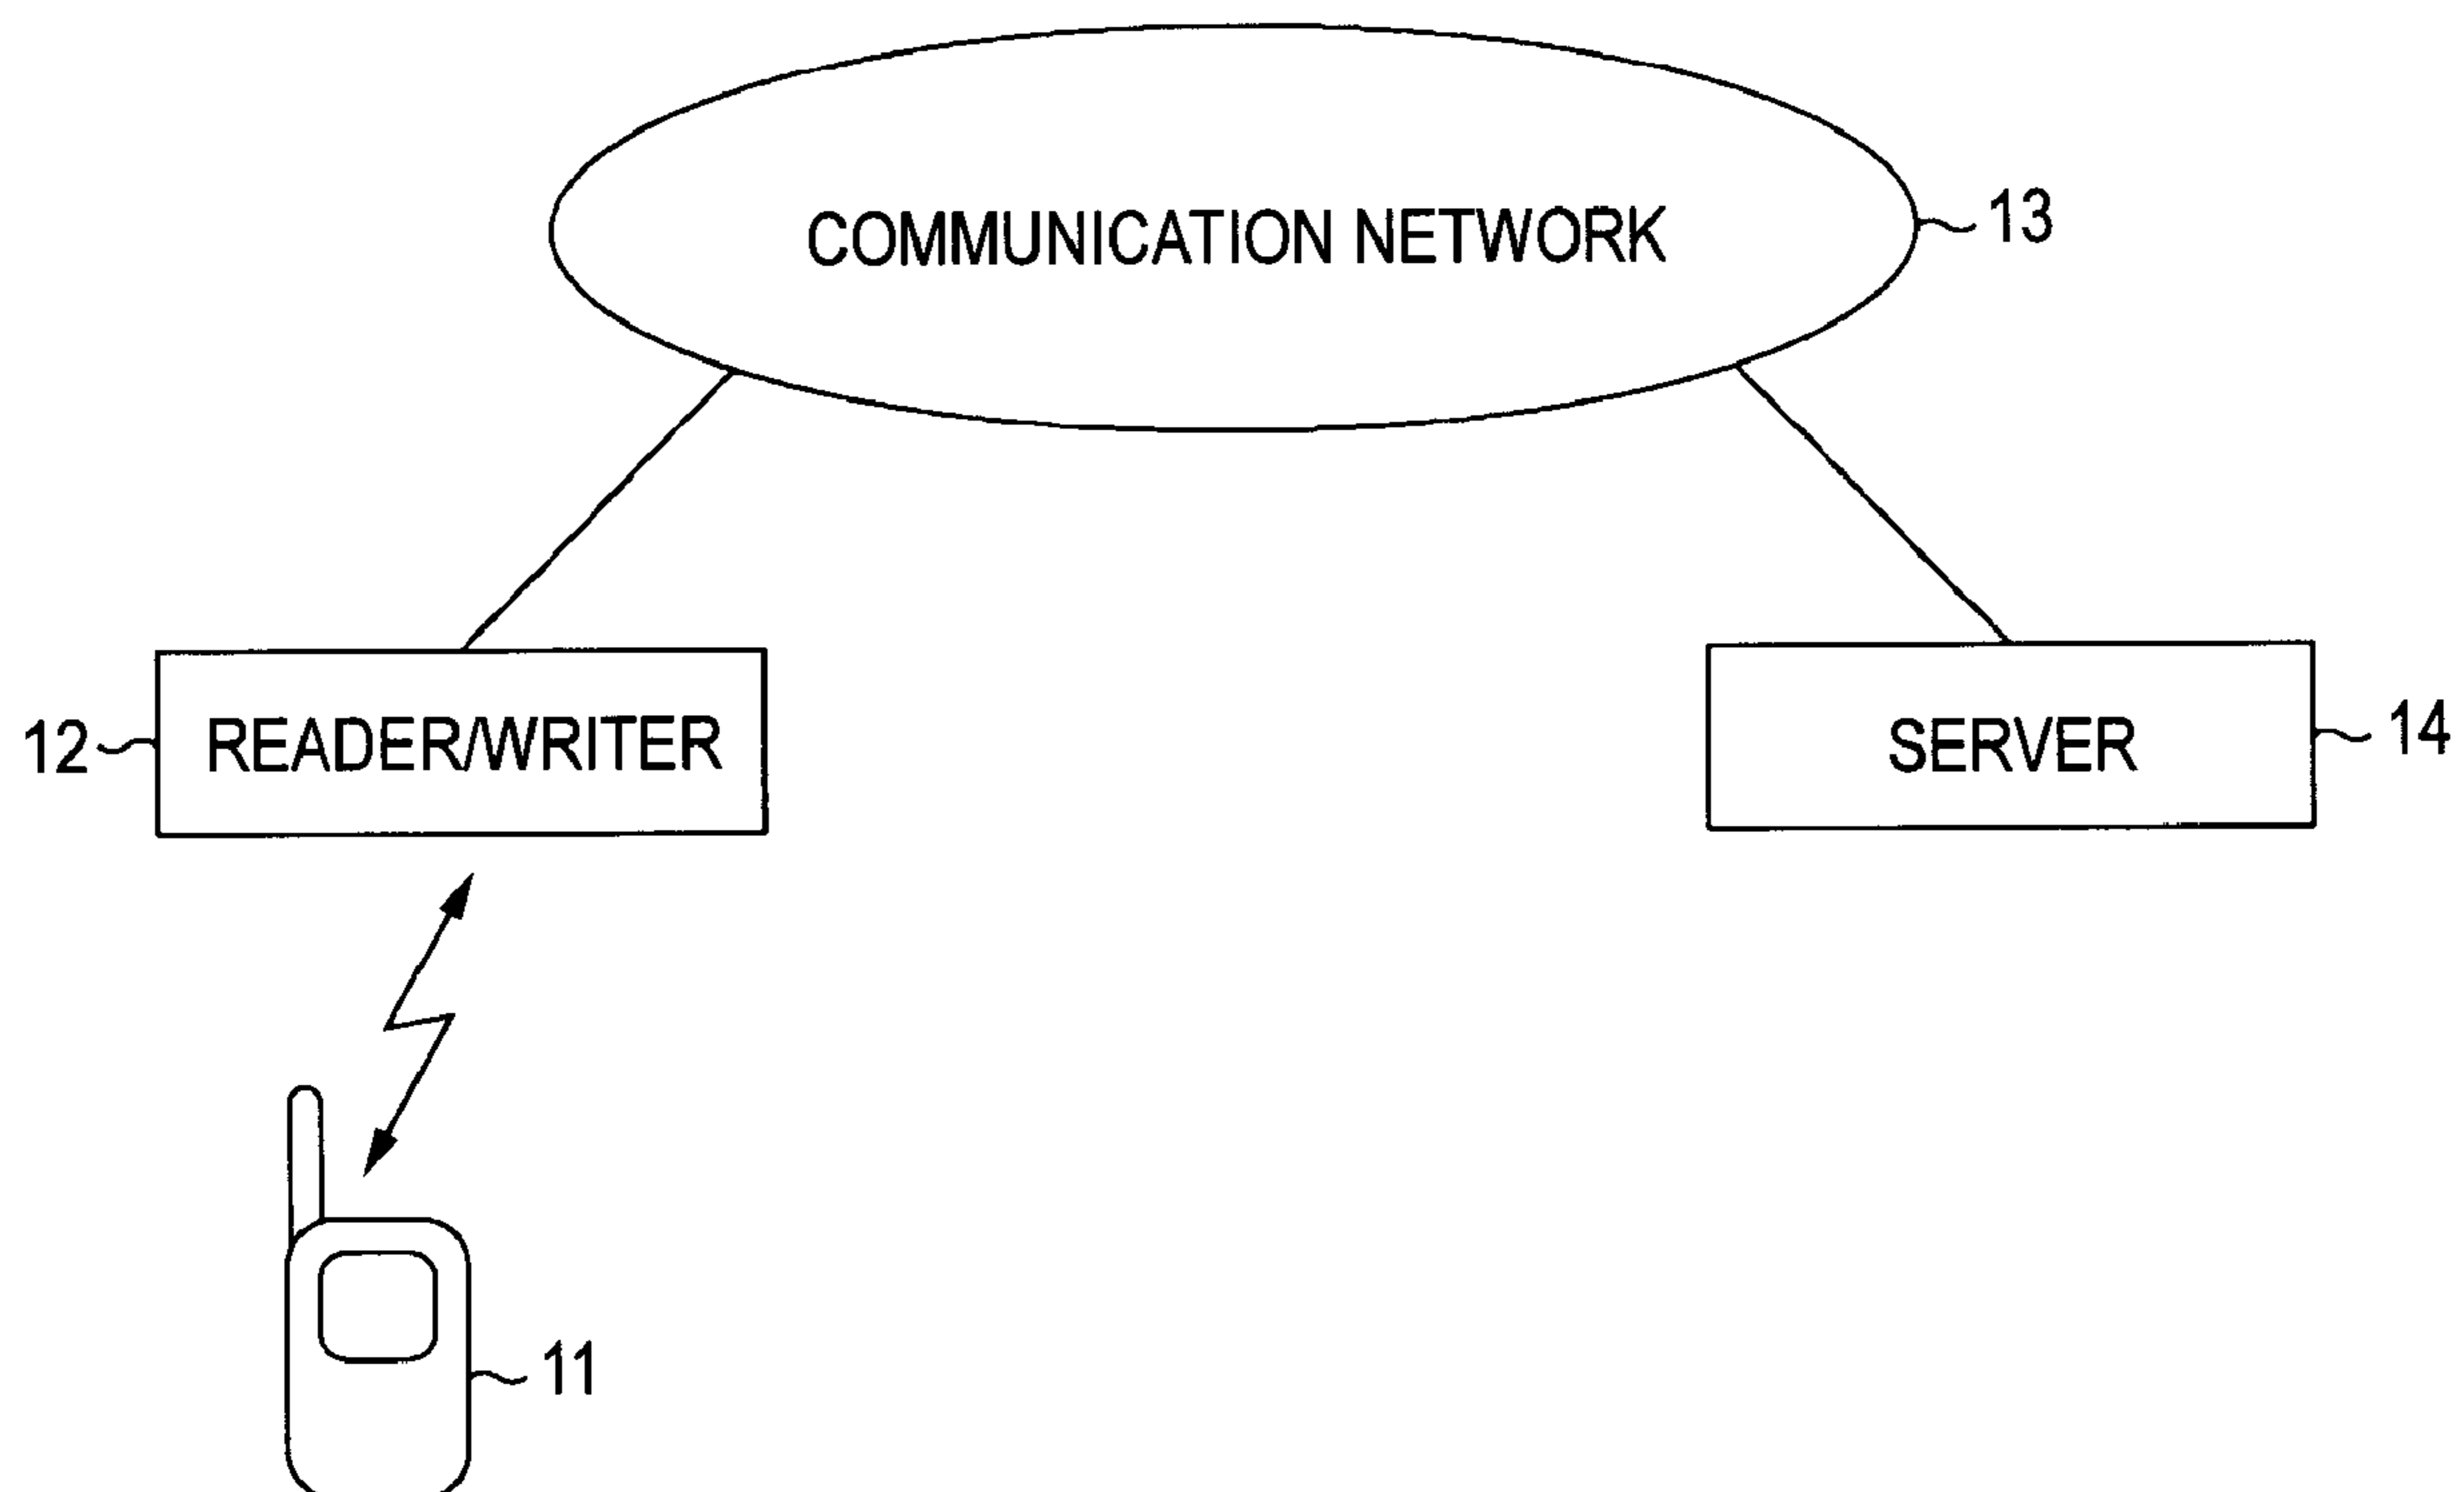 COMMUNICATION NETWORK
13
12
READER/WRITER
SERVER
14
11